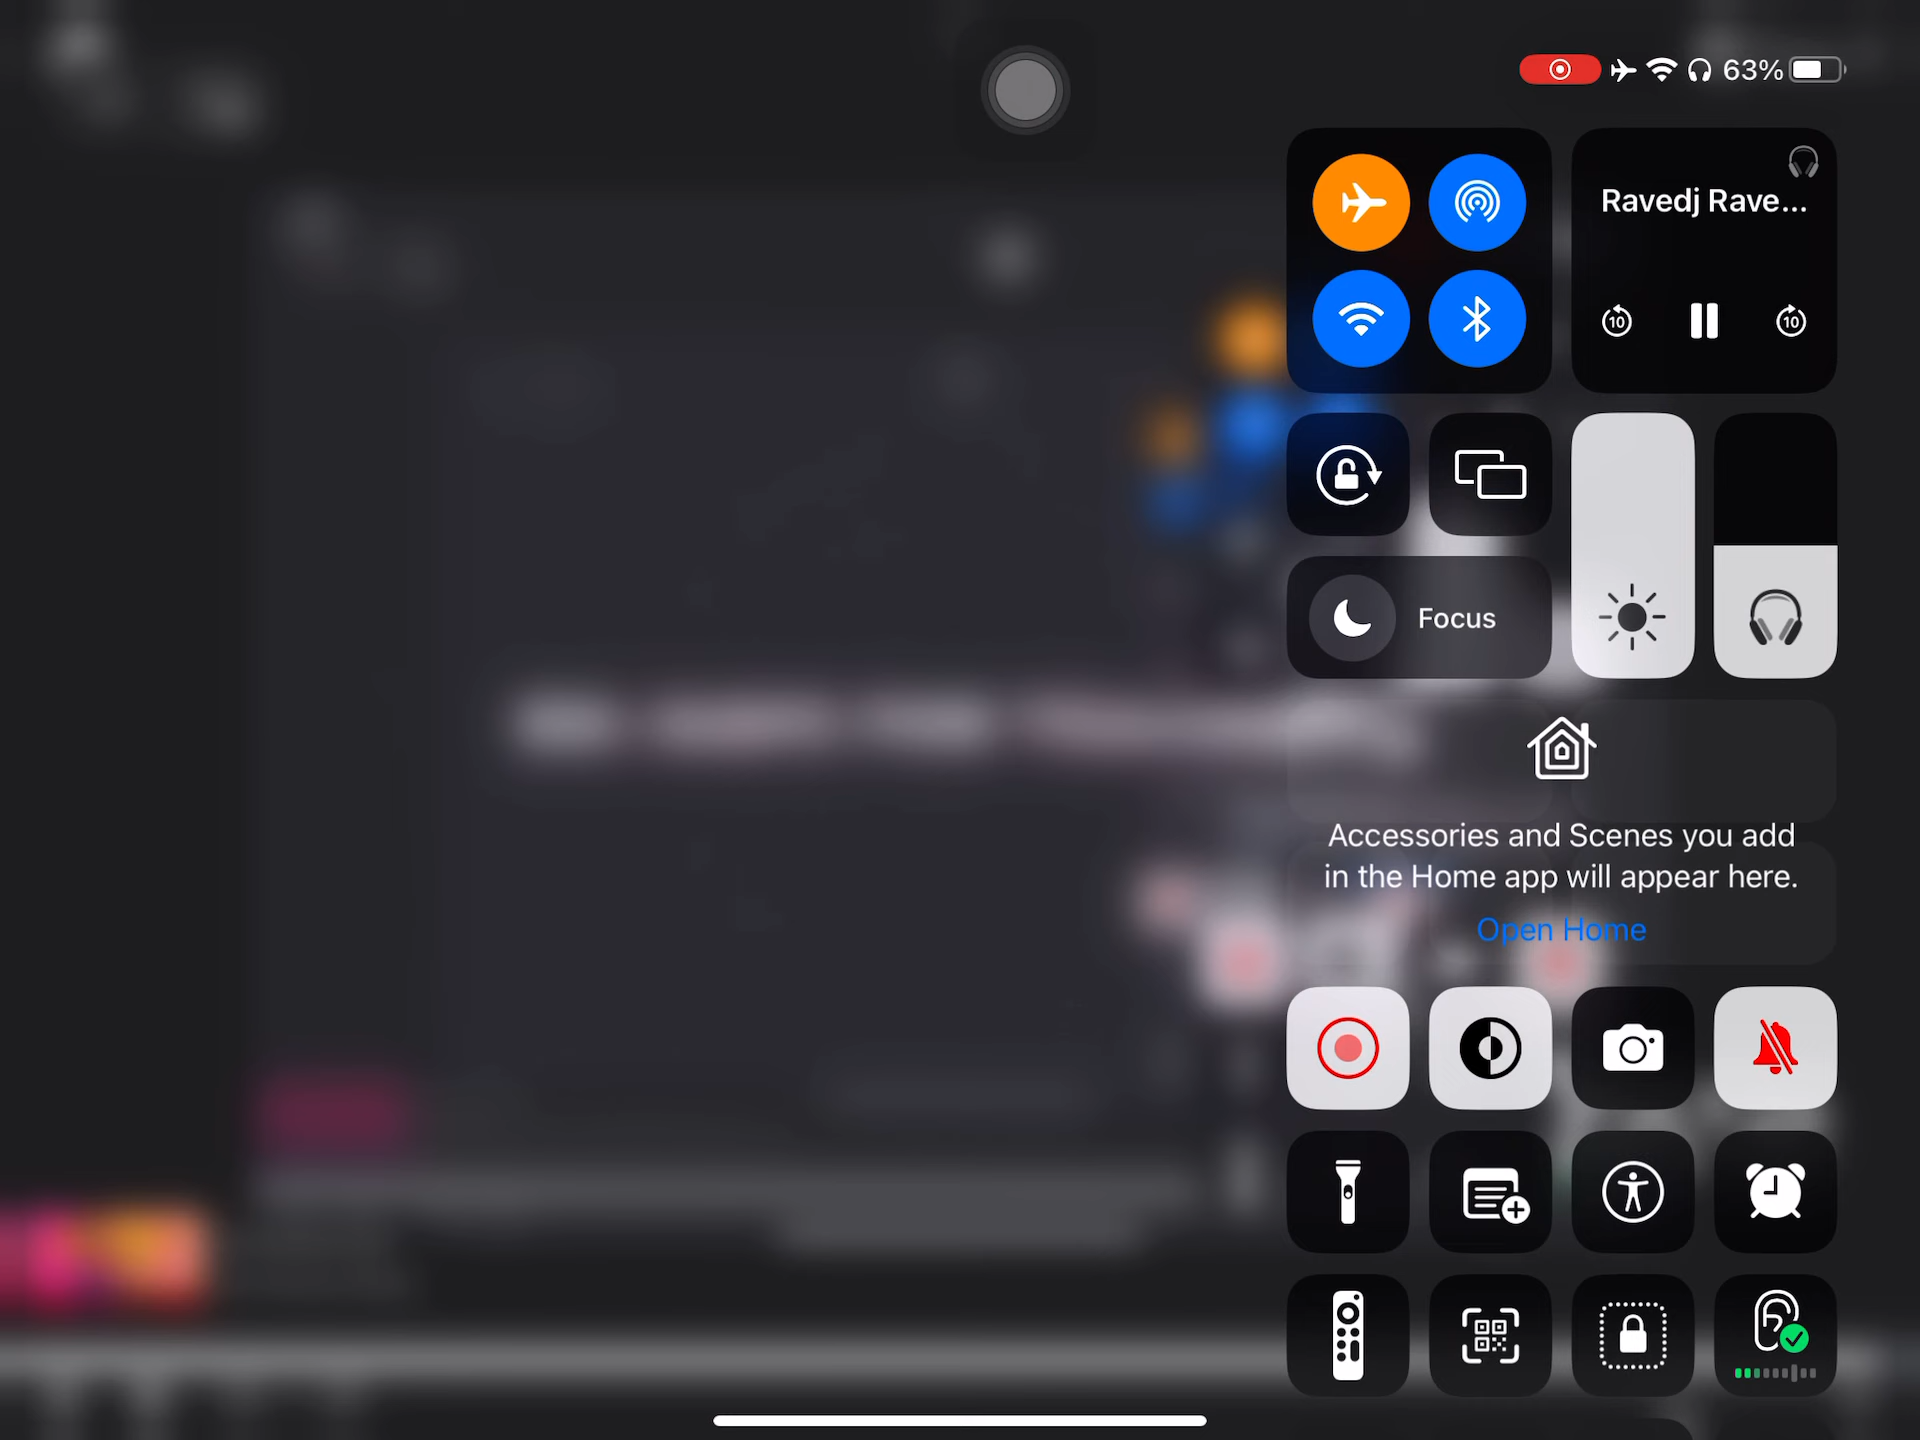 63%
Ravedj Rave...
10
10
Focus
Accessories and Scenes you add
in the Home app will appear here.
Open Home